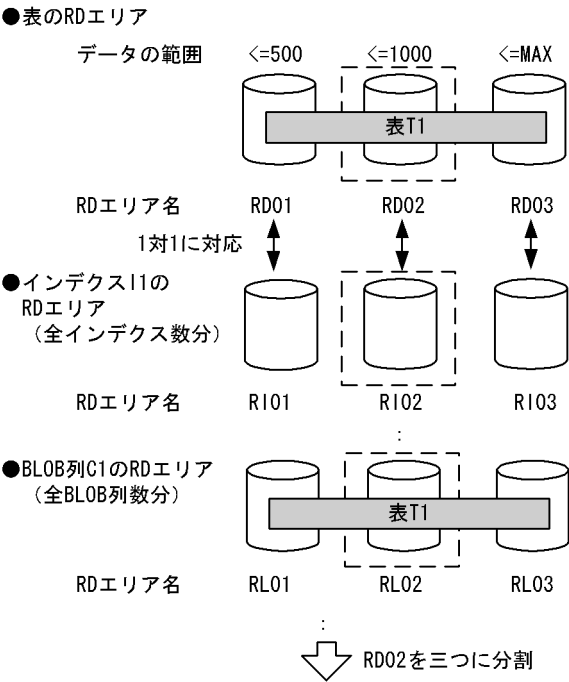 ●表のRDエリア
データの範囲 <=500 <=1000 <=MAX
表T1
RDエリア名 RD01 RD02 RD03
1対1に対応
●インデクスI1の
RDエリア
（全インデクス数分）
RDエリア名 RI01 RI02 RI03
:
●BLOB列C1のRDエリア
（全BLOB列数分）
表T1
RDエリア名 RL01 RL02 RL03
:
RD02を三つに分割